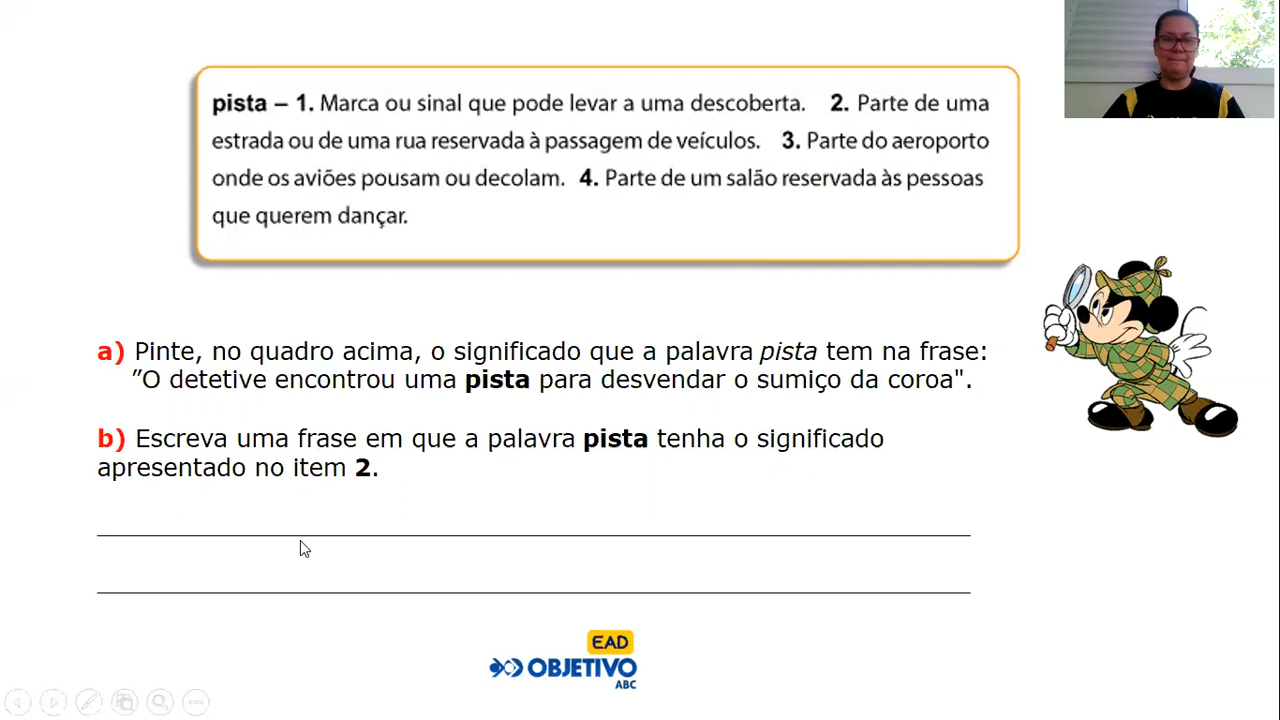 pista – 1. Marca ou sinal que pode levar a uma descoberta. 2. Parte de uma
estrada ou de uma rua reservada à passagem de veículos. 3. Parte do aeroporto
onde os aviões pousam ou decolam. 4. Parte de um salão reservada às pessoas
que querem dançar.
a) Pinte, no quadro acima, o significado que a palavra pista tem na frase:
”O detetive encontrou uma pista para desvendar o sumiço da coroa".
b) Escreva uma frase em que a palavra pista tenha o significado
apresentado no item 2.
EAD
OBJETIVO
ABC